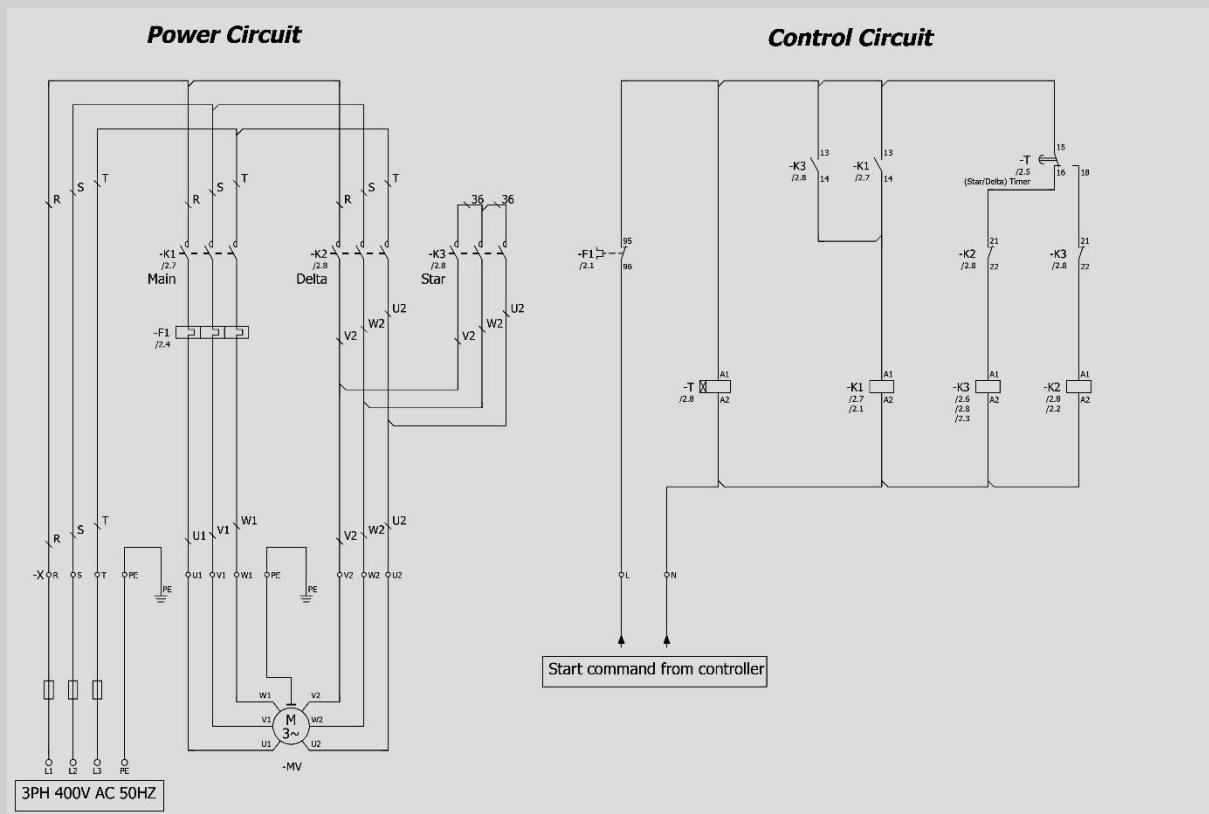 Power Circuit
Control Circuit
R
S
T
R
S
T
R
S
T
36
36
-K1
/2.7
Main
-K2
/2.8
Delta
-K3
/2.8
Star
-F1
/2.4
V2
W2
U2
V2
W2
U2
R
S
T
U1
V1
W1
V2
W2
U2
-X
R
S
T
PE
PE
U1
V1
W1
PE
PE
V2
W2
U2
W1
V2
V1
M
3~
W2
U1
U2
-MV
L1
L2
L3
PE
3PH 400V AC 50HZ
-F1
/2.1
95
96
-K3
/2.8
13
14
-K1
/2.7
13
14
-T
/2.5
(Star/Delta) Timer
15
16
18
-K2
/2.8
21
22
-K3
/2.8
21
22
-T
/2.8
A1
A2
-K1
/2.7
/2.1
A1
A2
-K3
/2.6
/2.8
/2.3
A1
A2
-K2
/2.8
/2.2
A1
A2
L
N
Start command from controller